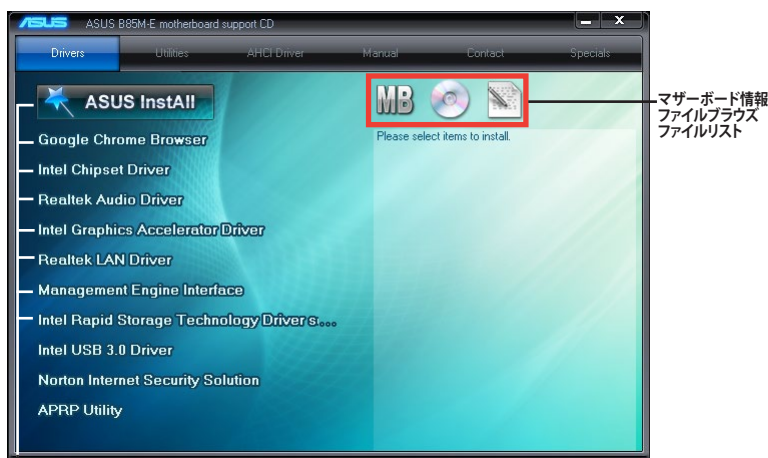 ASUS ASUS B85M-E motherboard support CD
Drivers Utilities AHCI Driver Manual Contact Specials
ASUS InstAll
MB
マザーボード情報
ファイルブラウズ
ファイルリスト
Please select items to install.
Google Chrome Browser
Intel Chipset Driver
Realtek Audio Driver
Intel Graphics Accelerator Driver
Realtek LAN Driver
Management Engine Interface
Intel Rapid Storage Technology Driver s...
Intel USB 3.0 Driver
Norton Internet Security Solution
APRP Utility